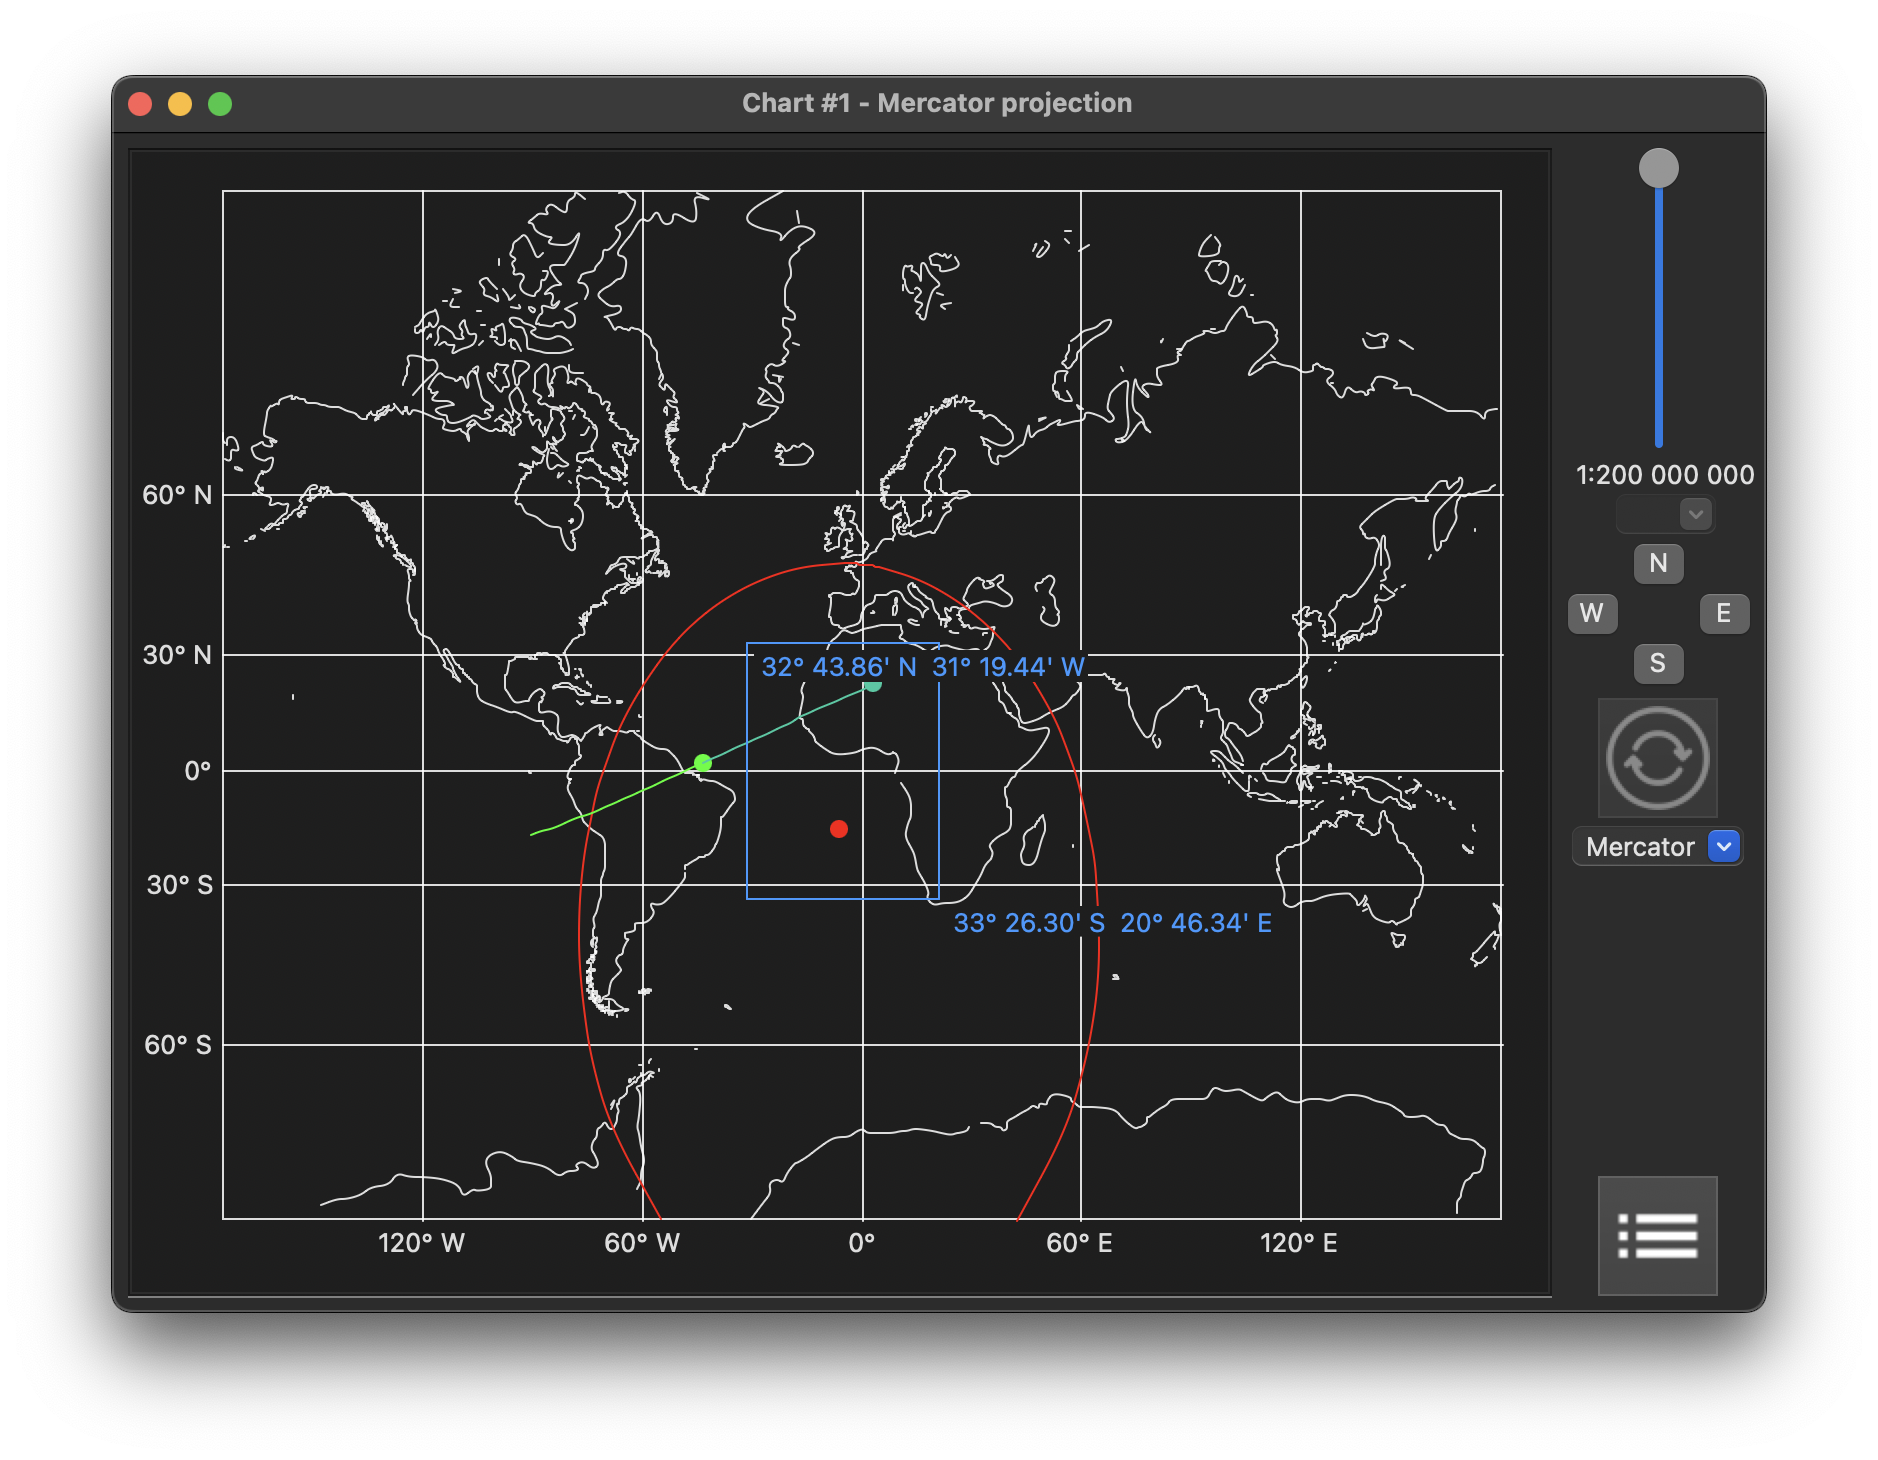 Chart #1 - Mercator projection
1:200 000 000
N
W E
S
Mercator
60° N
30° N
0°
30° S
60° S
32° 43.86' N 31° 19.44' W
33° 26.30' S 20° 46.34' E
120° W 60° W 0° 60° E 120° E